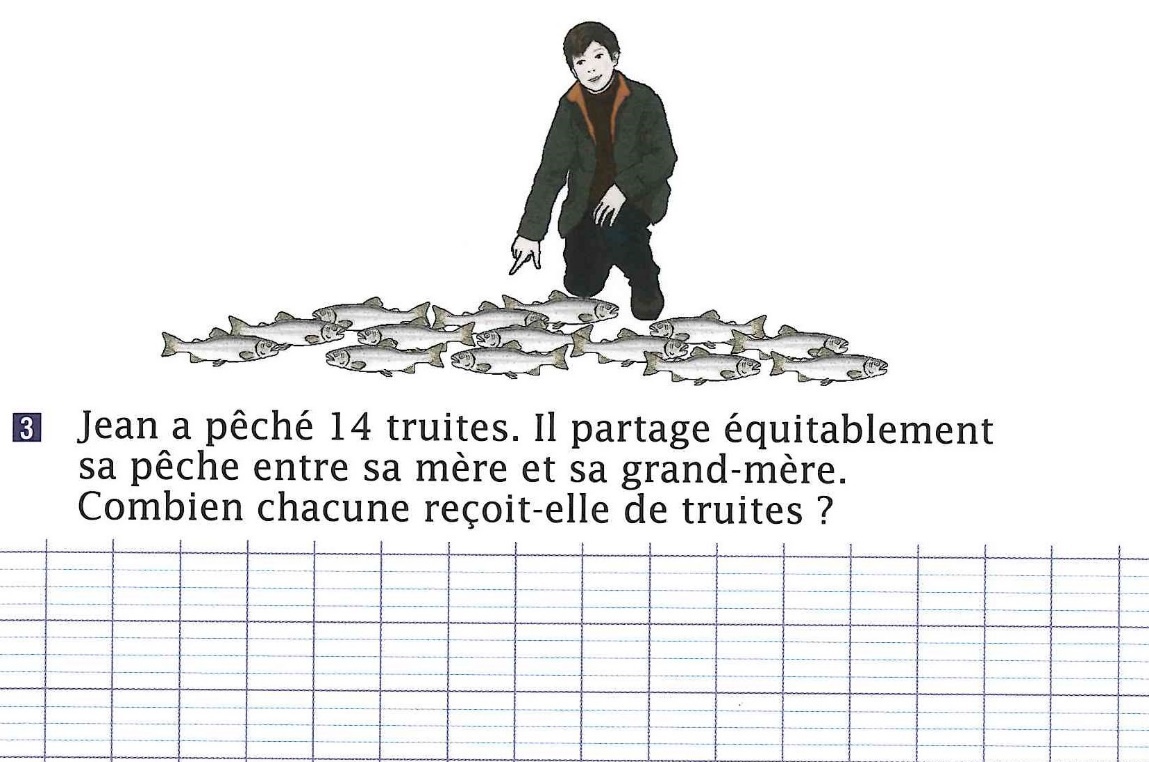 3 Jean a pêché 14 truites. Il partage équitablement
sa pêche entre sa mère et sa grand-mère.
Combien chacune reçoit-elle de truites ?